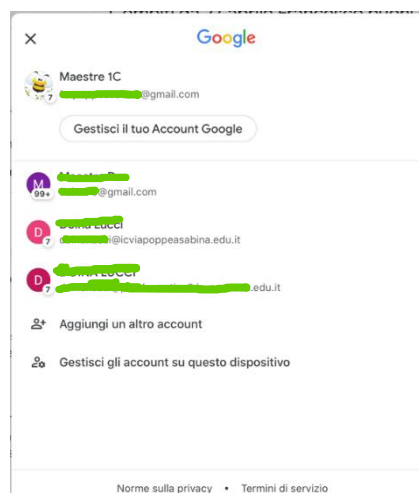 Google
Maestre 1C
7
@gmail.com
Gestisci il tuo Account Google
M
99+
@gmail.com
D
Lucci
7
@icviapoppeasabina.edu.it
D
7
.edu.it
Aggiungi un altro account
Gestisci gli account su questo dispositivo
Norme sulla privacy • Termini di servizio